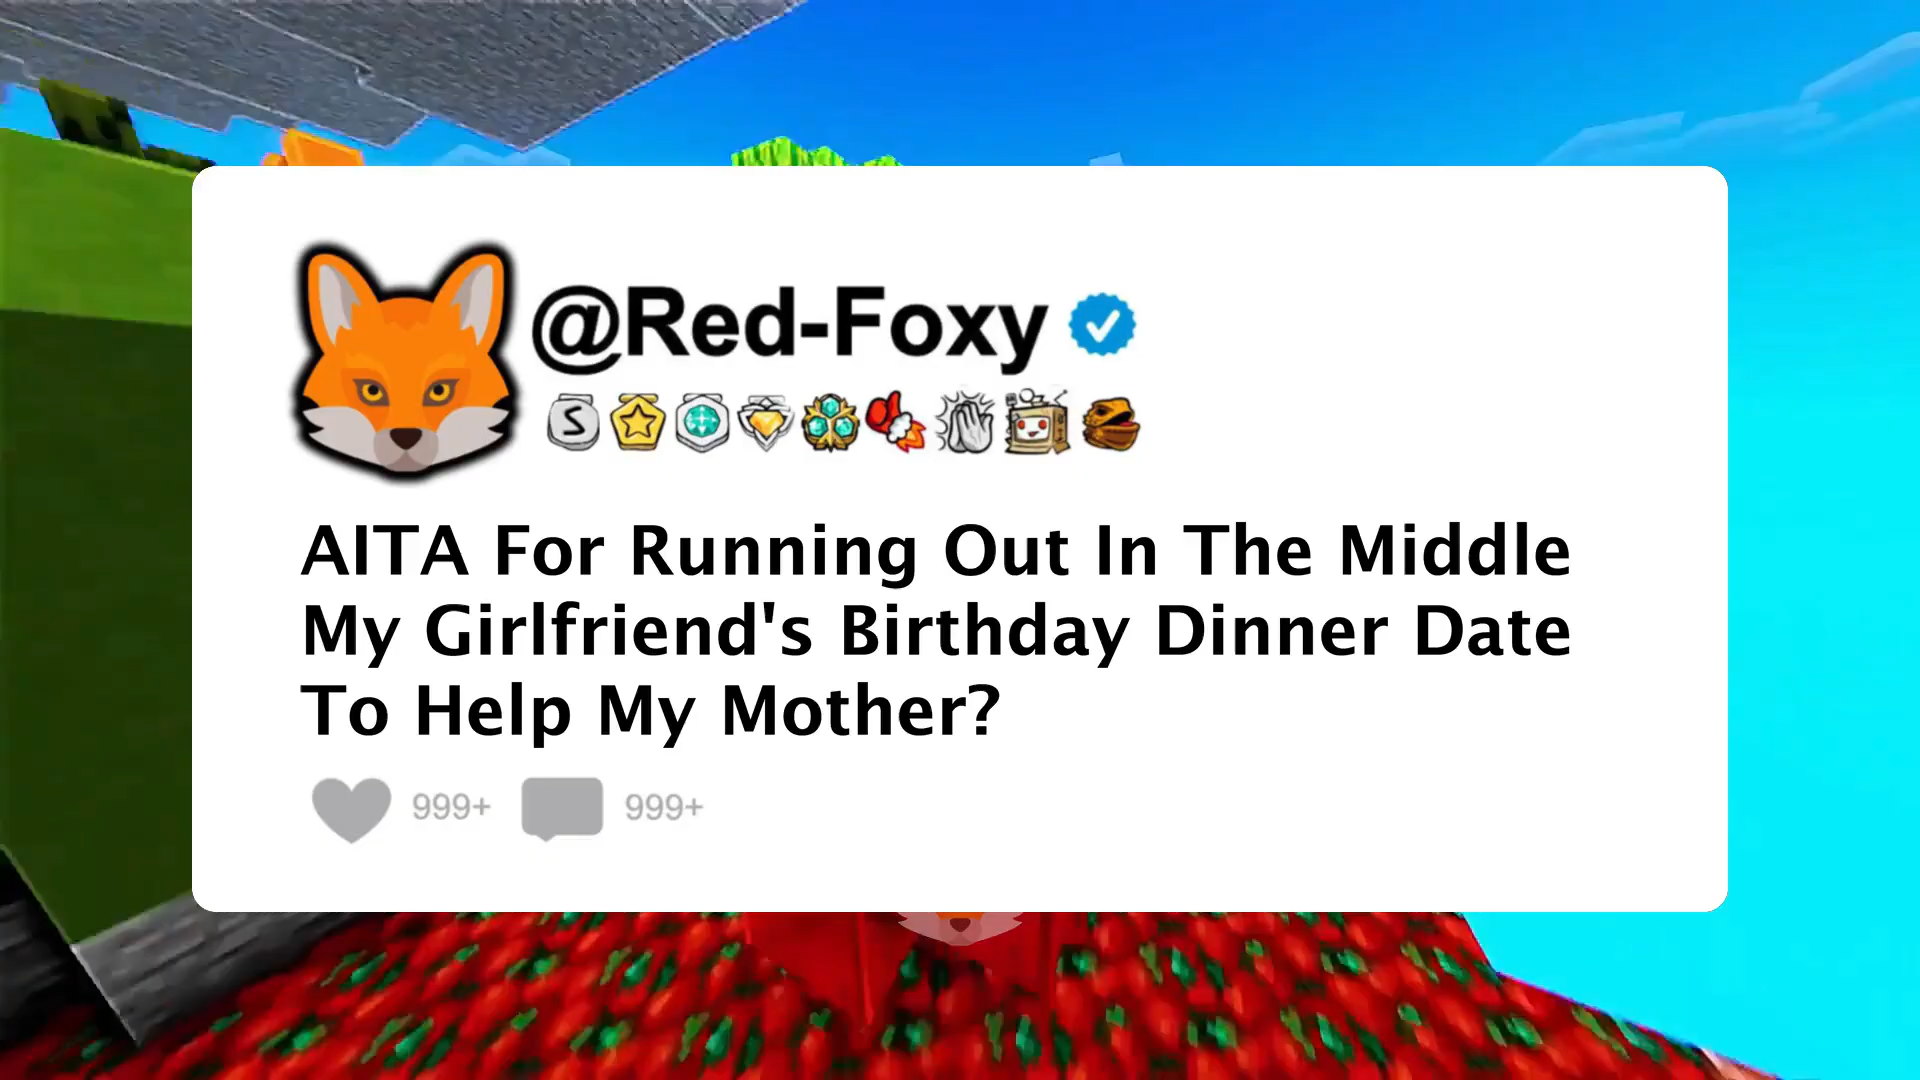 @Red-Foxy
S
AITA For Running Out In The Middle
My Girlfriend's Birthday Dinner Date
To Help My Mother?
999+ 999+